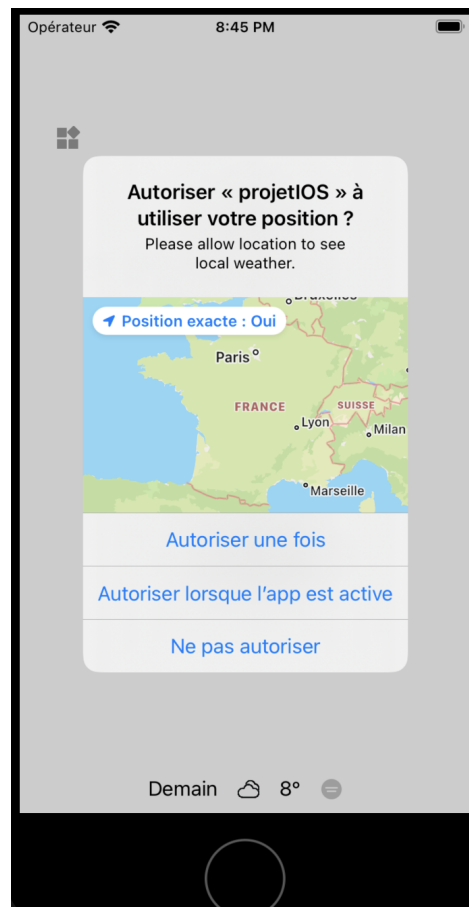 Opérateur 8:45 PM
Autoriser « projetIOS » à
utiliser votre position ?
Please allow location to see
local weather.
Position exacte : Oui
Paris
FRANCE
SUISSE
Lyon
Milan
Marseille
Autoriser une fois
Autoriser lorsque l’app est active
Ne pas autoriser
Demain 8°